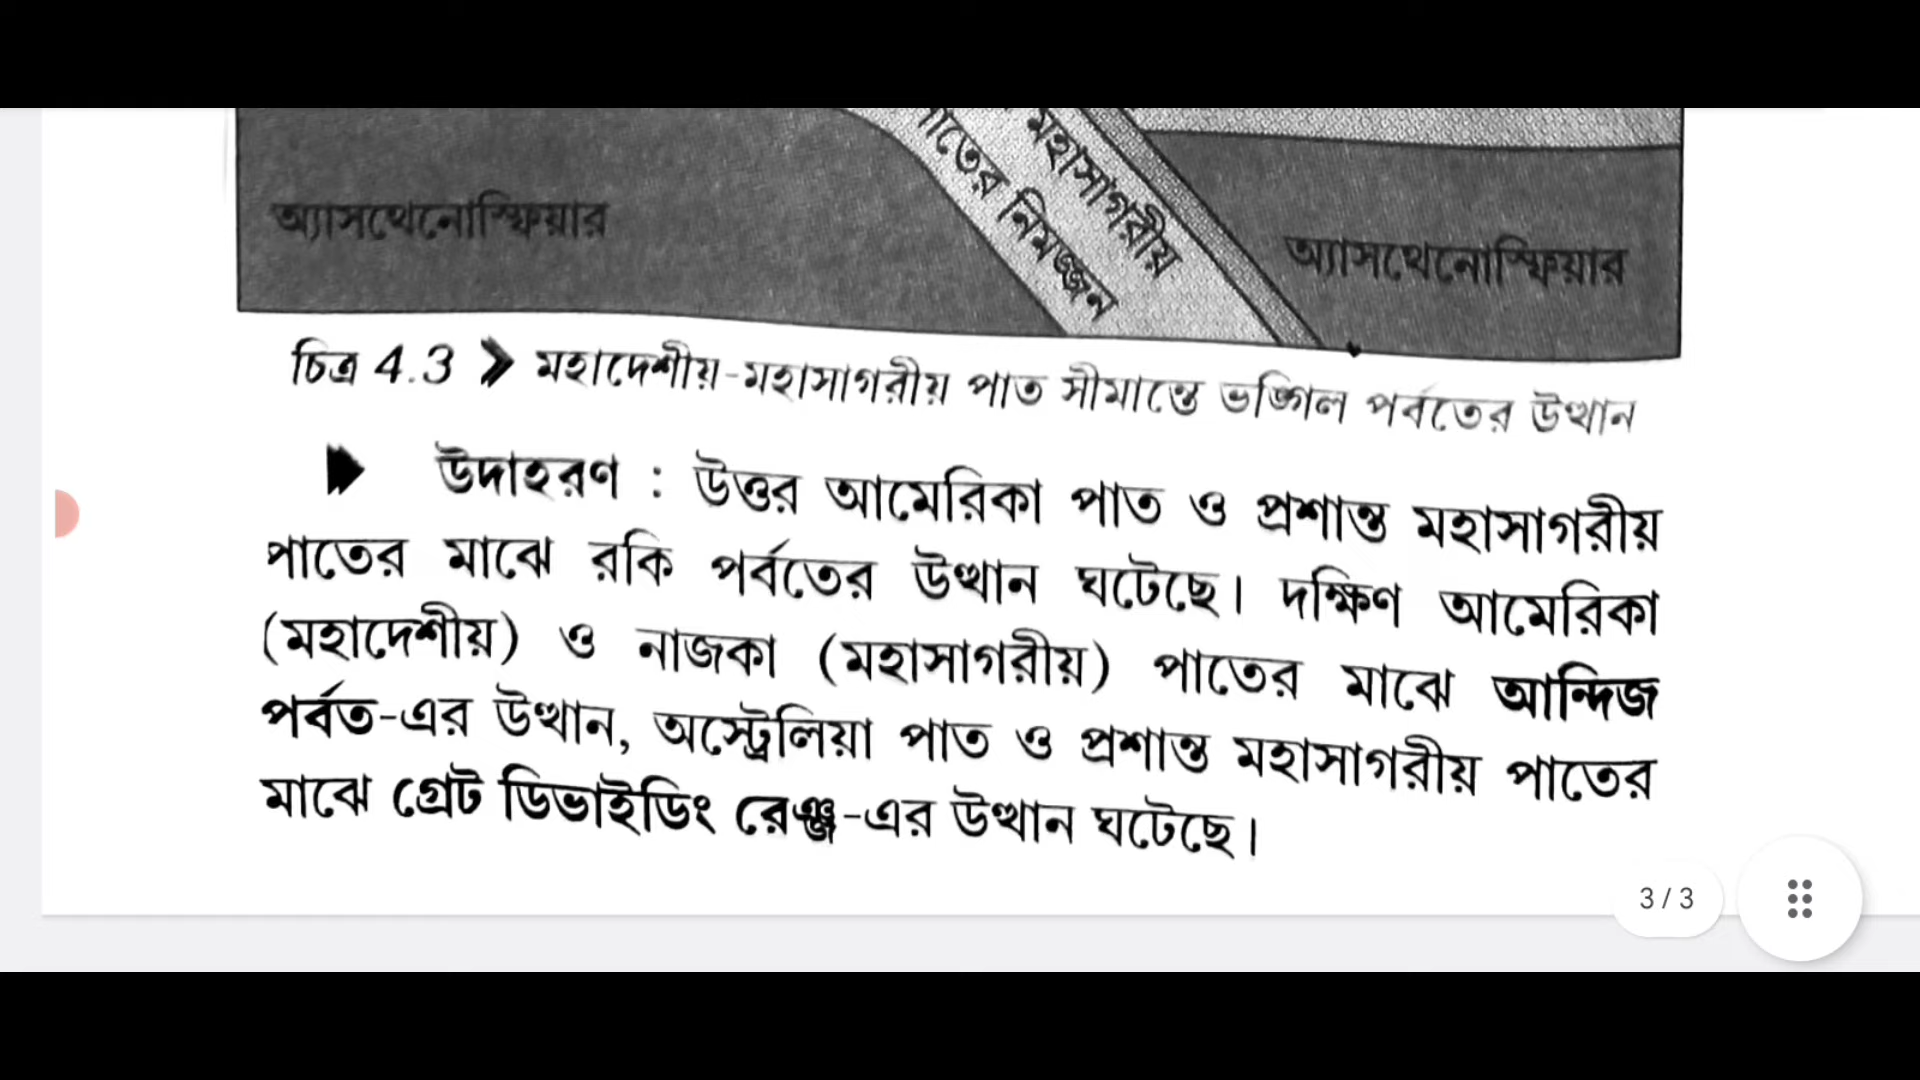 মহাসাগরীয়
পাতের নিমজ্জন
অ্যাসথেনোস্ফিয়ার
অ্যাসথেনোস্ফিয়ার
চিত্র 4.3 ➤ মহাদেশীয়-মহাসাগরীয় পাত সীমান্তে ভঙ্গিল পর্বতের উত্থান
উদাহরণ : উত্তর আমেরিকা পাত ও প্রশান্ত মহাসাগরীয়
পাতের মাঝে রকি পর্বতের উত্থান ঘটেছে। দক্ষিণ আমেরিকা
(মহাদেশীয়) ও নাজকা (মহাসাগরীয়) পাতের মাঝে আন্দিজ
পর্বত-এর উত্থান, অস্ট্রেলিয়া পাত ও প্রশান্ত মহাসাগরীয় পাতের
মাঝে গ্রেট ডিভাইডিং রেঞ্জ-এর উত্থান ঘটেছে।
3 / 3